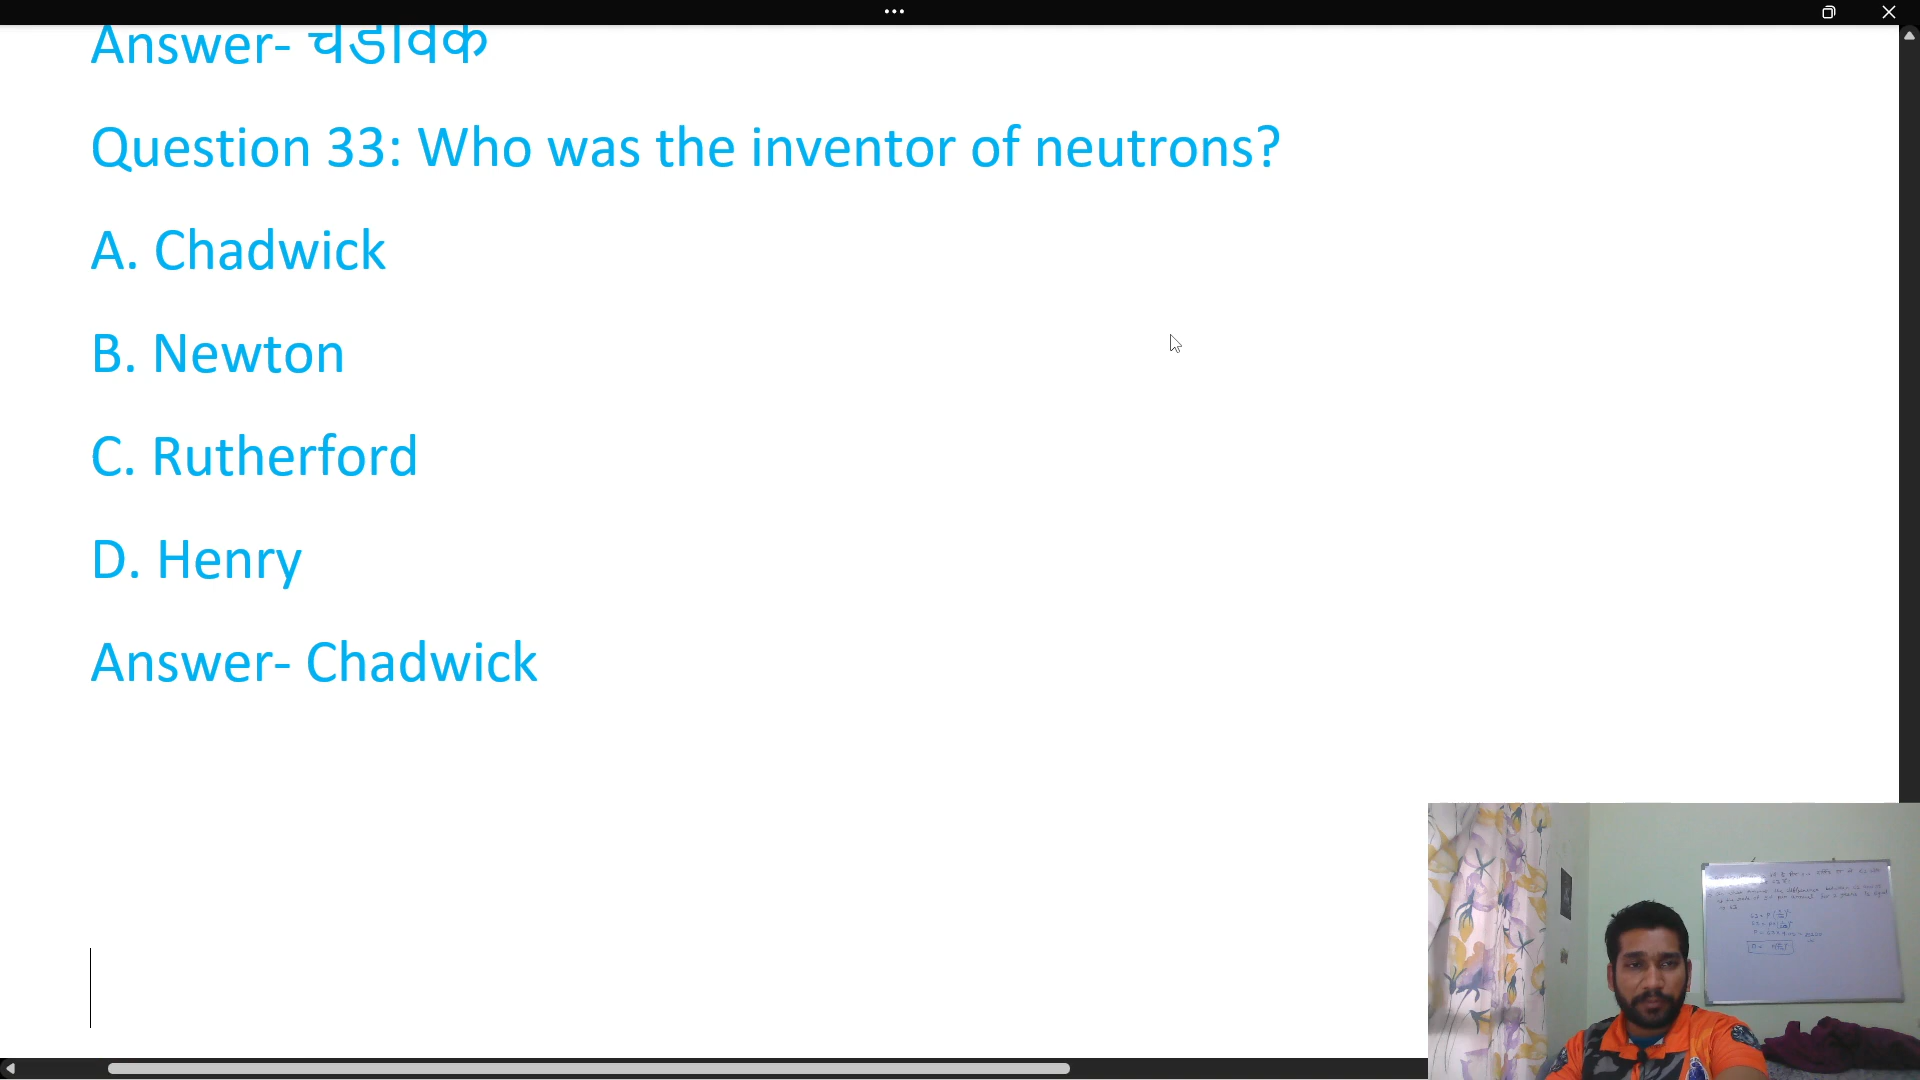 Answer- चडविक
Question 33: Who was the inventor of neutrons?
A. Chadwick
B. Newton
C. Rutherford
D. Henry
Answer- Chadwick